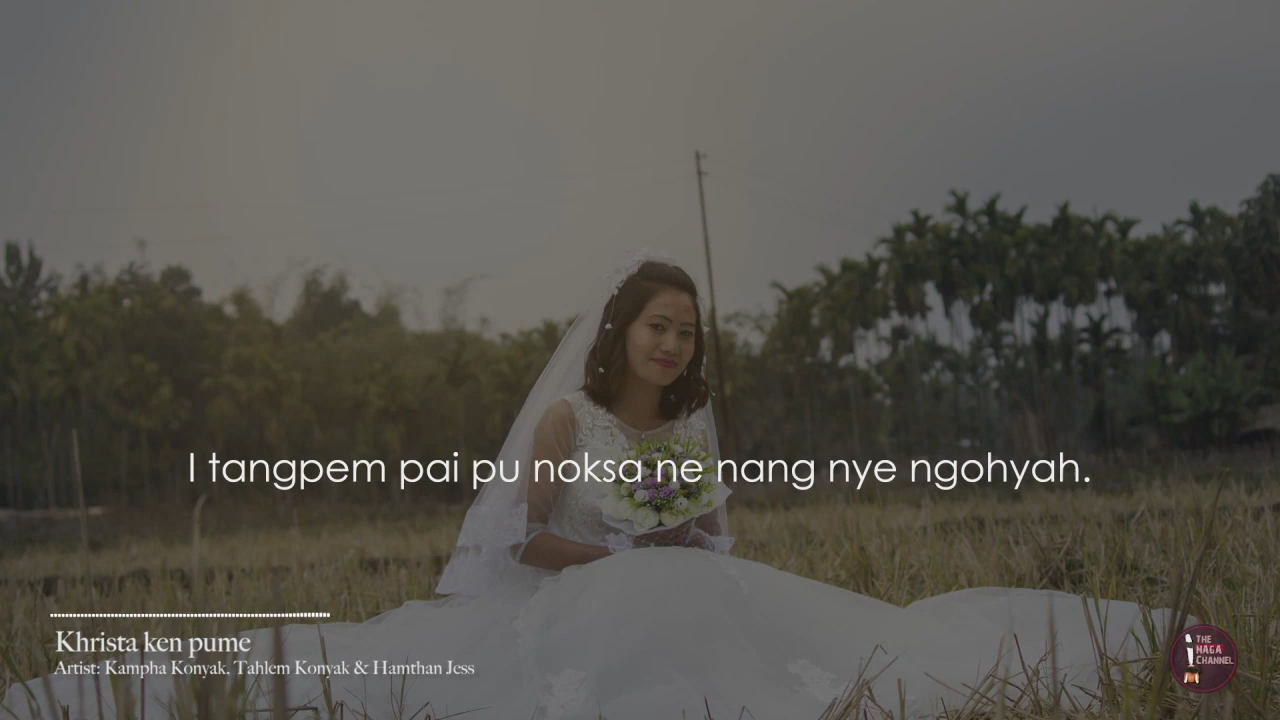 I tangpem pai pu noksa ne nang nye ngohyah.
Khrista ken pume
Artist: Kampha Konyak, Tahlem Konyak & Hamthan Jess
THE
NAGA
CHANNEL